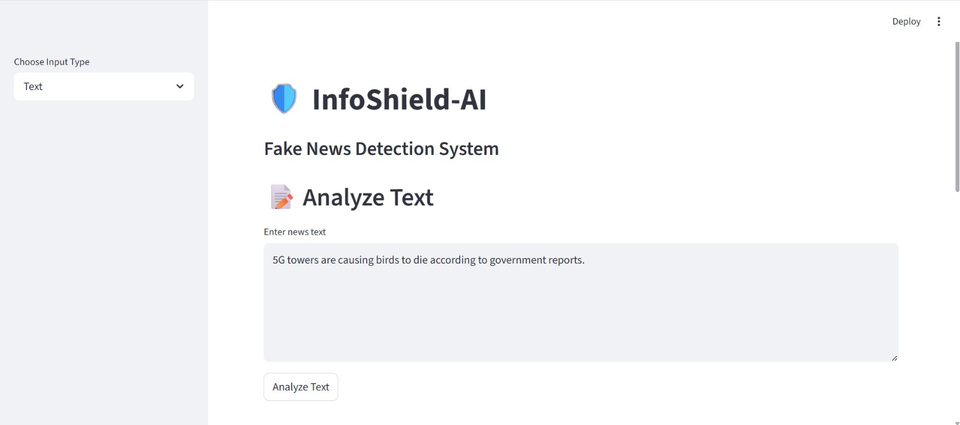 Deploy
Choose Input Type
Text
InfoShield-AI
Fake News Detection System
Analyze Text
Enter news text
5G towers are causing birds to die according to government reports.
Analyze Text